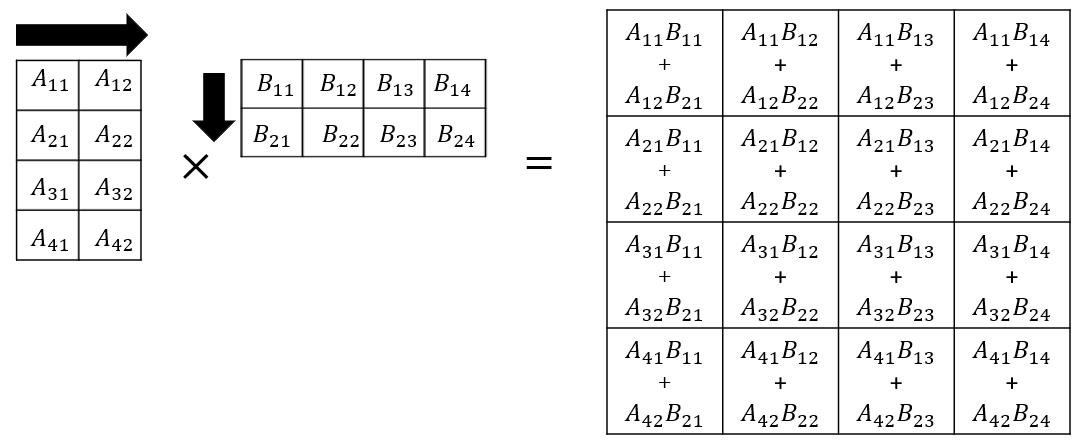 A₁₁ A₁₂
A₂₁ A₂₂
A₃₁ A₃₂
A₄₁ A₄₂
×
B₁₁ B₁₂ B₁₃ B₁₄
B₂₁ B₂₂ B₂₃ B₂₄
=
A₁₁B₁₁ A₁₁B₁₂ A₁₁B₁₃ A₁₁B₁₄
+ + + +
A₁₂B₂₁ A₁₂B₂₂ A₁₂B₂₃ A₁₂B₂₄
A₂₁B₁₁ A₂₁B₁₂ A₂₁B₁₃ A₂₁B₁₄
+ + + +
A₂₂B₂₁ A₂₂B₂₂ A₂₂B₂₃ A₂₂B₂₄
A₃₁B₁₁ A₃₁B₁₂ A₃₁B₁₃ A₃₁B₁₄
+ + + +
A₃₂B₂₁ A₃₂B₂₂ A₃₂B₂₃ A₃₂B₂₄
A₄₁B₁₁ A₄₁B₁₂ A₄₁B₁₃ A₄₁B₁₄
+ + + +
A₄₂B₂₁ A₄₂B₂₂ A₄₂B₂₃ A₄₂B₂₄